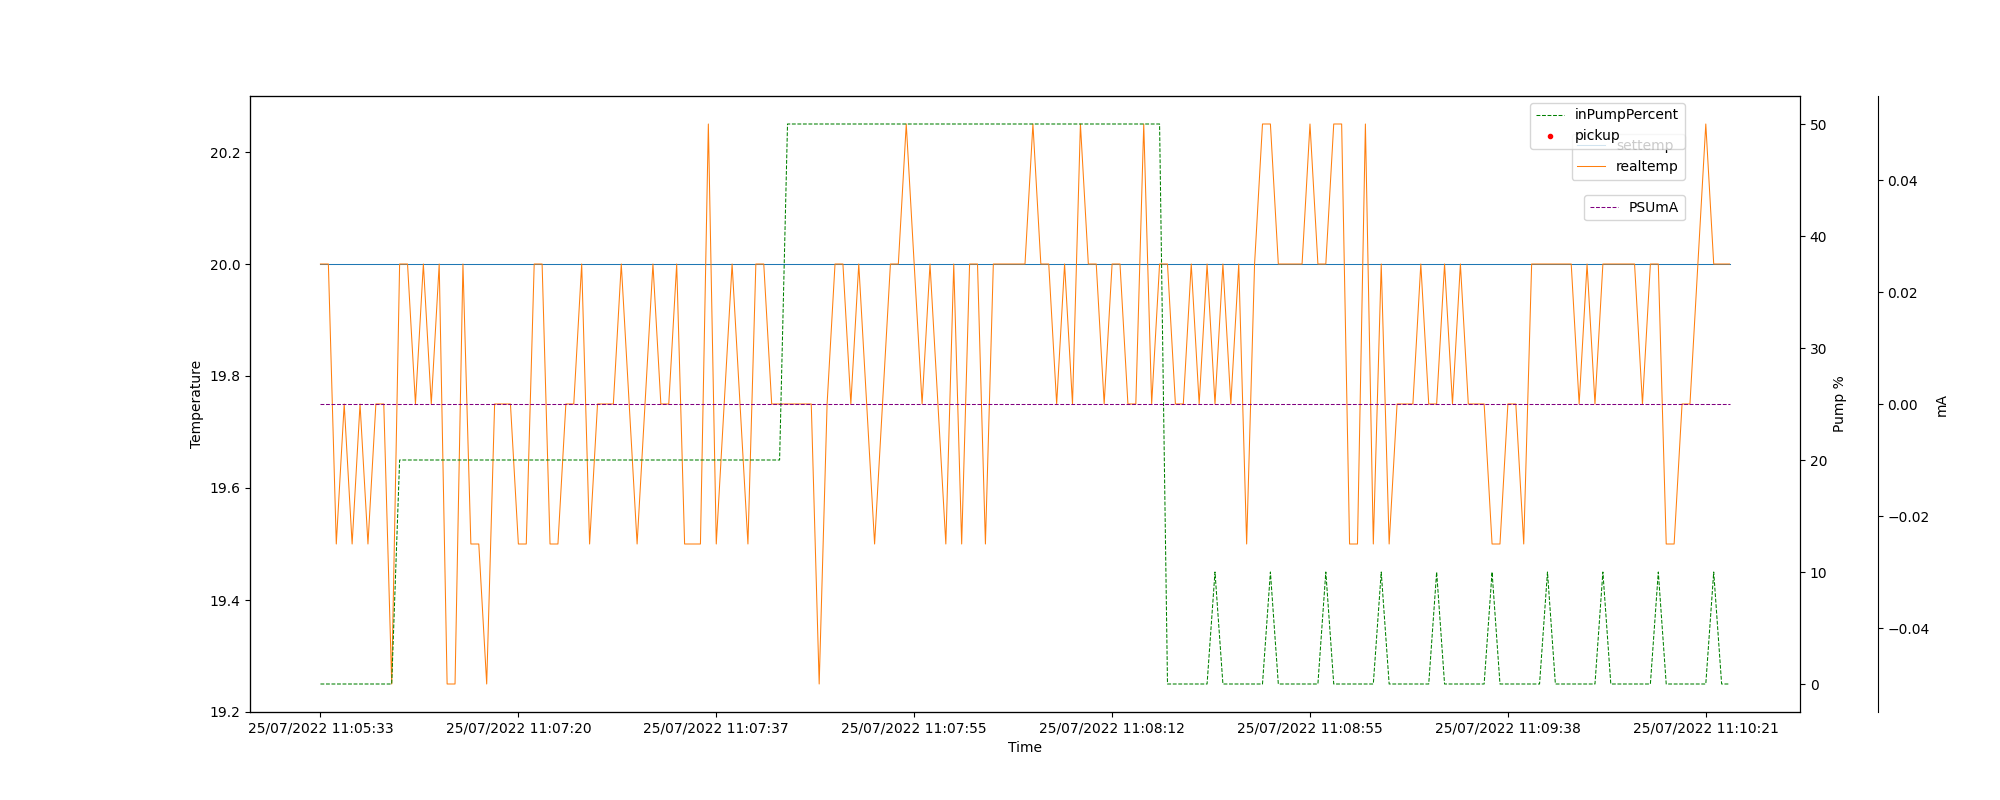 inPumpPercent
pickup
settemp
realtemp
PSUmA
20.2
20.0
19.8
19.6
19.4
19.2
Temperature
50
40
30
20
10
0
Pump %
0.04
0.02
0.00
−0.02
−0.04
mA
25/07/2022 11:05:33
25/07/2022 11:07:20
25/07/2022 11:07:37
25/07/2022 11:07:55
25/07/2022 11:08:12
25/07/2022 11:08:55
25/07/2022 11:09:38
25/07/2022 11:10:21
Time